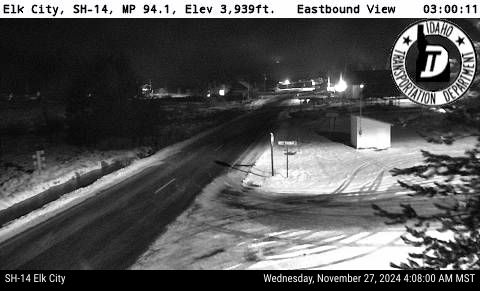 Elk City, SH-14, MP 94.1, Elev 3,939ft. Eastbound View 03:00:11
IDAHO
TRANSPORTATION DEPARTMENT
SH-14 Elk City Wednesday, November 27, 2024 4:08:00 AM MST